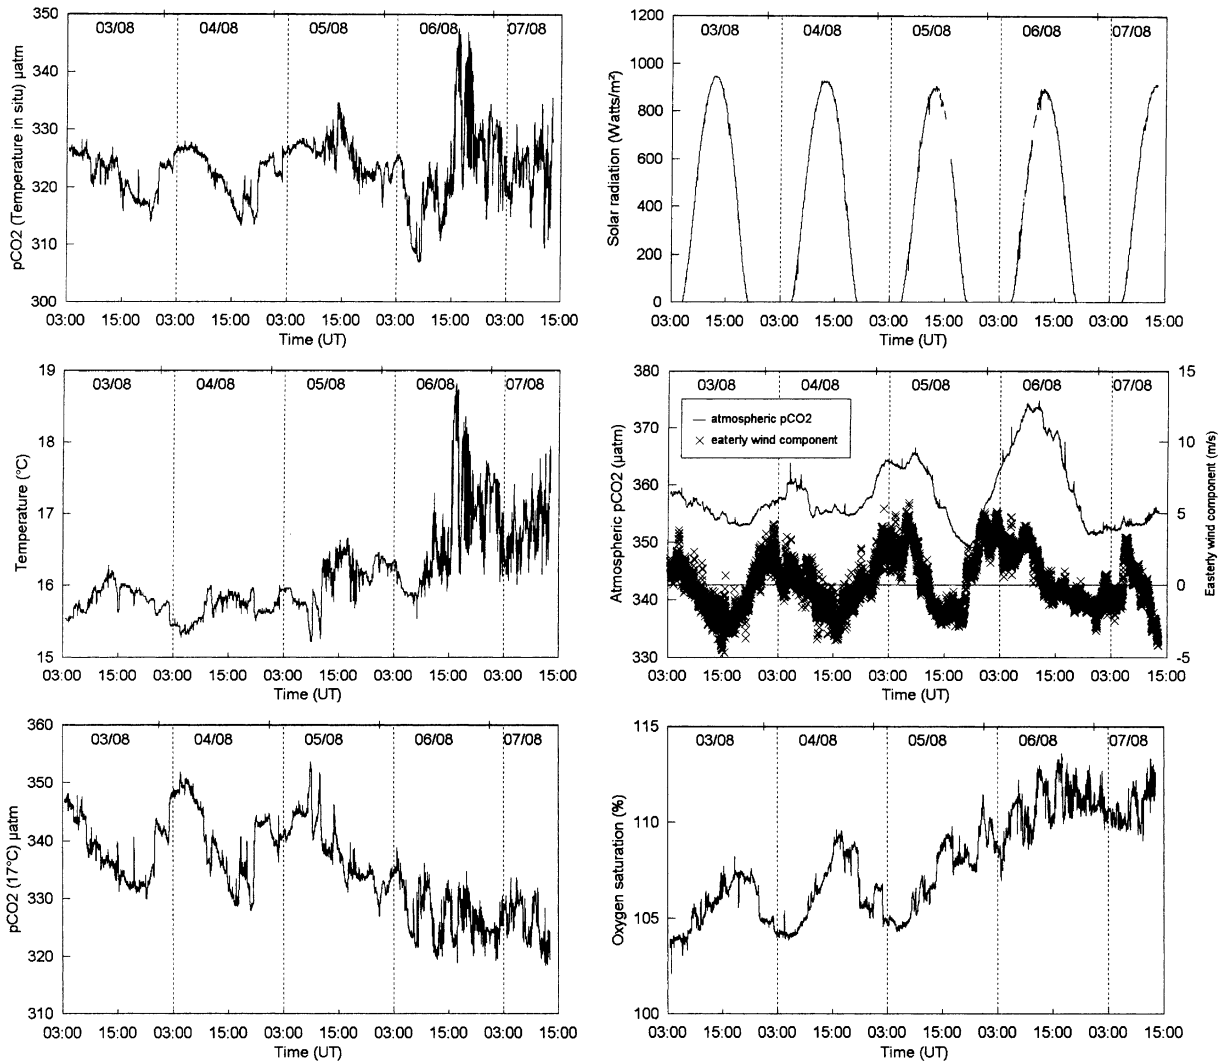 350
340
330
320
310
300
pCO2 (Temperature in situ) µatm
03/08 04/08 05/08 06/08 07/08
03:00 15:00 03:00 15:00 03:00 15:00 03:00 15:00 03:00 15:00
Time (UT)
1200
1000
800
600
400
200
0
Solar radiation (Watts/m²)
03/08 04/08 05/08 06/08 07/08
03:00 15:00 03:00 15:00 03:00 15:00 03:00 15:00 03:00 15:00
Time (UT)
19
18
17
16
15
Temperature (°C)
03/08 04/08 05/08 06/08 07/08
03:00 15:00 03:00 15:00 03:00 15:00 03:00 15:00 03:00 15:00
Time (UT)
380
370
360
350
340
330
Atmospheric pCO2 (µatm)
03/08 04/08 05/08 06/08 07/08
atmospheric pCO2
eaterly wind component
15
10
5
0
-5
Easterly wind component (m/s)
03:00 15:00 03:00 15:00 03:00 15:00 03:00 15:00 03:00 15:00
Time (UT)
360
350
340
330
320
310
pCO2 (17°C) µatm
03/08 04/08 05/08 06/08 07/08
03:00 15:00 03:00 15:00 03:00 15:00 03:00 15:00 03:00 15:00
Time (UT)
115
110
105
100
Oxygen saturation (%)
03/08 04/08 05/08 06/08 07/08
03:00 15:00 03:00 15:00 03:00 15:00 03:00 15:00 03:00 15:00
Time (UT)